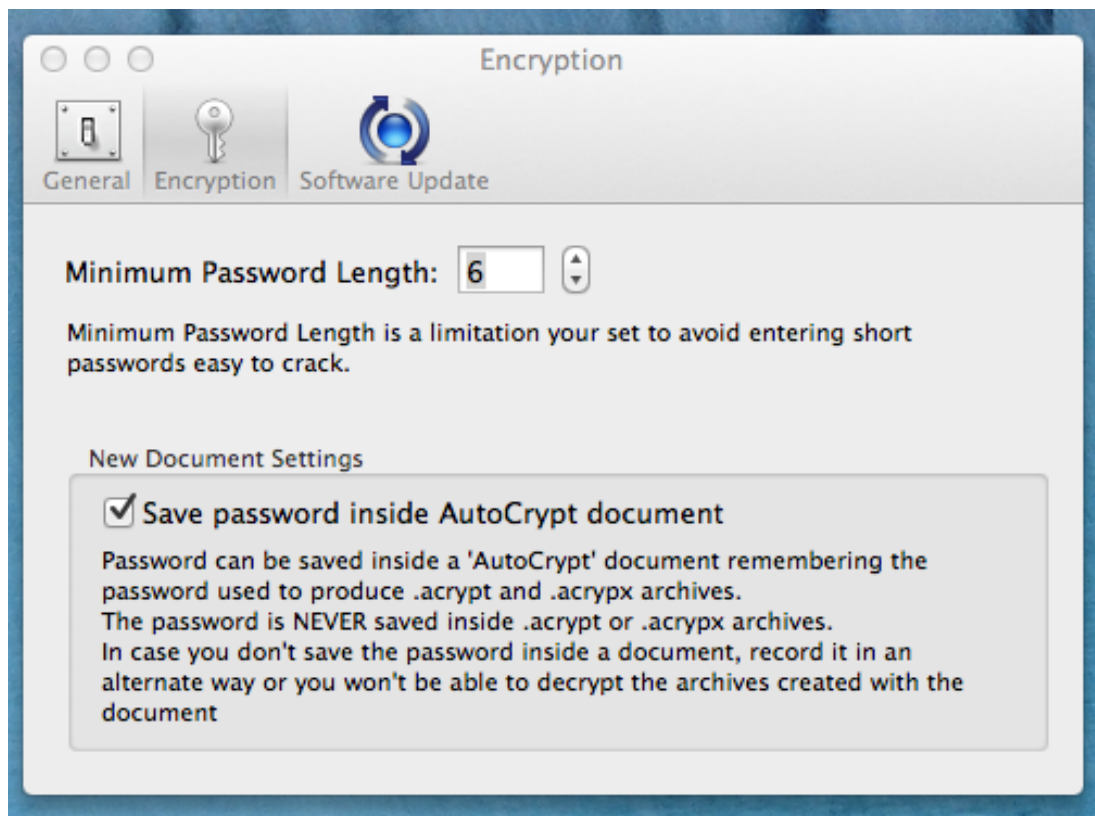 Encryption
General
Encryption
Software Update
Minimum Password Length: 6
Minimum Password Length is a limitation your set to avoid entering short
passwords easy to crack.
New Document Settings
Save password inside AutoCrypt document
Password can be saved inside a 'AutoCrypt' document remembering the
password used to produce .acrypt and .acrypx archives.
The password is NEVER saved inside .acrypt or .acrypx archives.
In case you don't save the password inside a document, record it in an
alternate way or you won't be able to decrypt the archives created with the
document